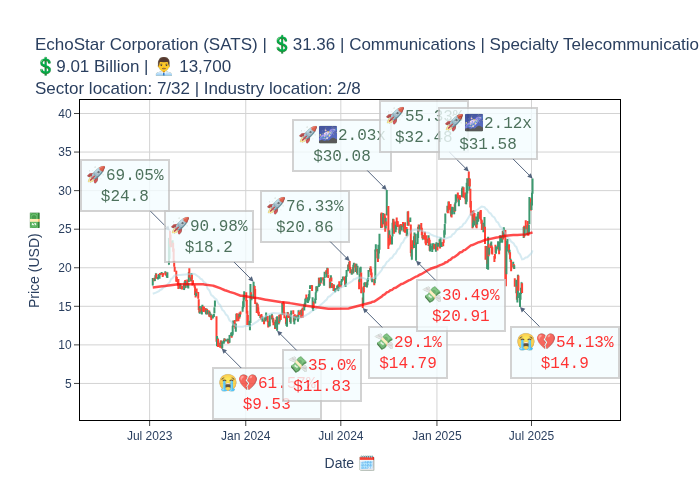 EchoStar Corporation (SATS) | 💲31.36 | Communications | Specialty Telecommunicatio
💲9.01 Billion | 👨‍💼 13,700
Sector location: 7/32 | Industry location: 2/8
🚀🌌2.03x
$30.08
🚀55.3
$32.4
🚀🌌2.12x
$31.58
🚀69.05%
$24.8
🚀90.98%
$18.2
🚀76.33%
$20.86
💸30.49%
$20.91
💸29.1%
$14.79
😭💔54.13%
$14.9
💸35.0%
$11.83
😭💔61.
$9.53
40
35
30
25
20
15
10
5
Price (USD) 💵
Jul 2023
Jan 2024
Jul 2024
Jan 2025
Jul 2025
Date 🗓️